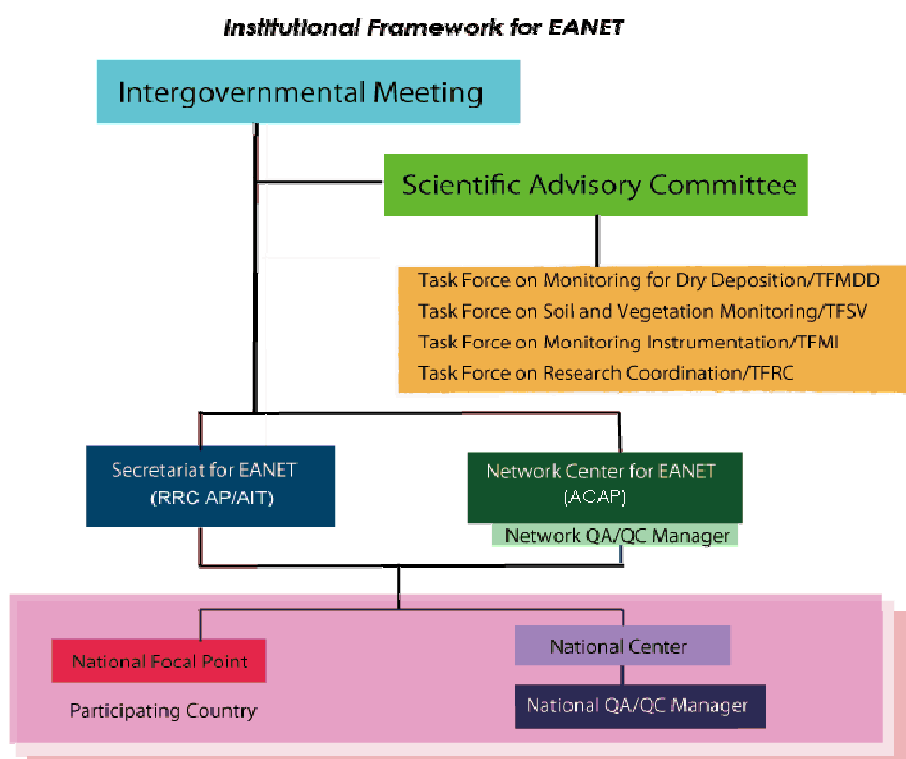 Institutional Framework for EANET
Intergovernmental Meeting
Scientific Advisory Committee
Task Force on Monitoring for Dry Deposition/TFMDD
Task Force on Soil and Vegetation Monitoring/TFSV
Task Force on Monitoring Instrumentation/TFMI
Task Force on Research Coordination/TFRC
Secretariat for EANET
(RRC AP/AIT)
Network Center for EANET
(ACAP)
Network QA/QC Manager
National Focal Point
Participating Country
National Center
National QA/QC Manager